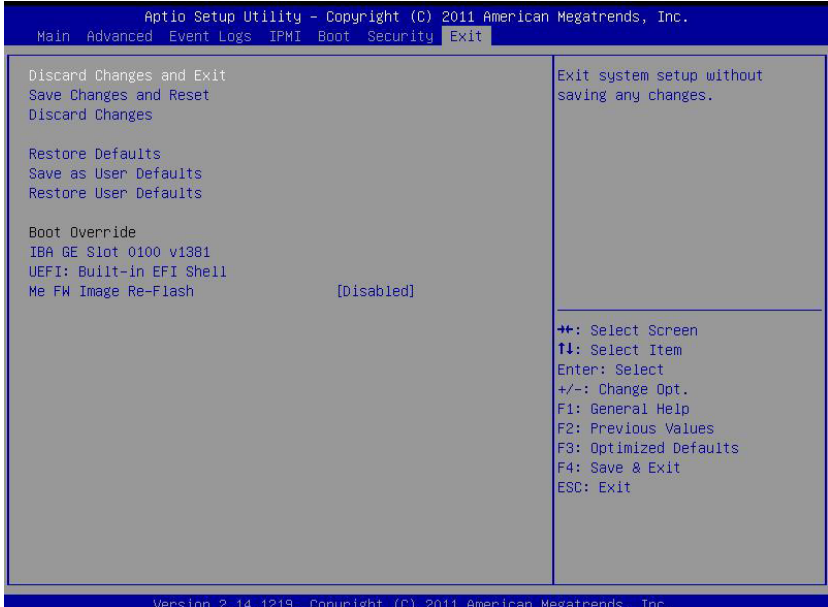 Aptio Setup Utility – Copyright (C) 2011 American Megatrends, Inc.
Main Advanced Event Logs IPMI Boot Security Exit
Discard Changes and Exit
Save Changes and Reset
Discard Changes
Restore Defaults
Save as User Defaults
Restore User Defaults
Boot Override
IBA GE Slot 0100 v1381
UEFI: Built-in EFI Shell
Me FW Image Re-Flash [Disabled]
Exit system setup without
saving any changes.
→←: Select Screen
↑↓: Select Item
Enter: Select
+/-: Change Opt.
F1: General Help
F2: Previous Values
F3: Optimized Defaults
F4: Save & Exit
ESC: Exit
Version 2.14.1219. Copyright (C) 2011 American Megatrends, Inc.